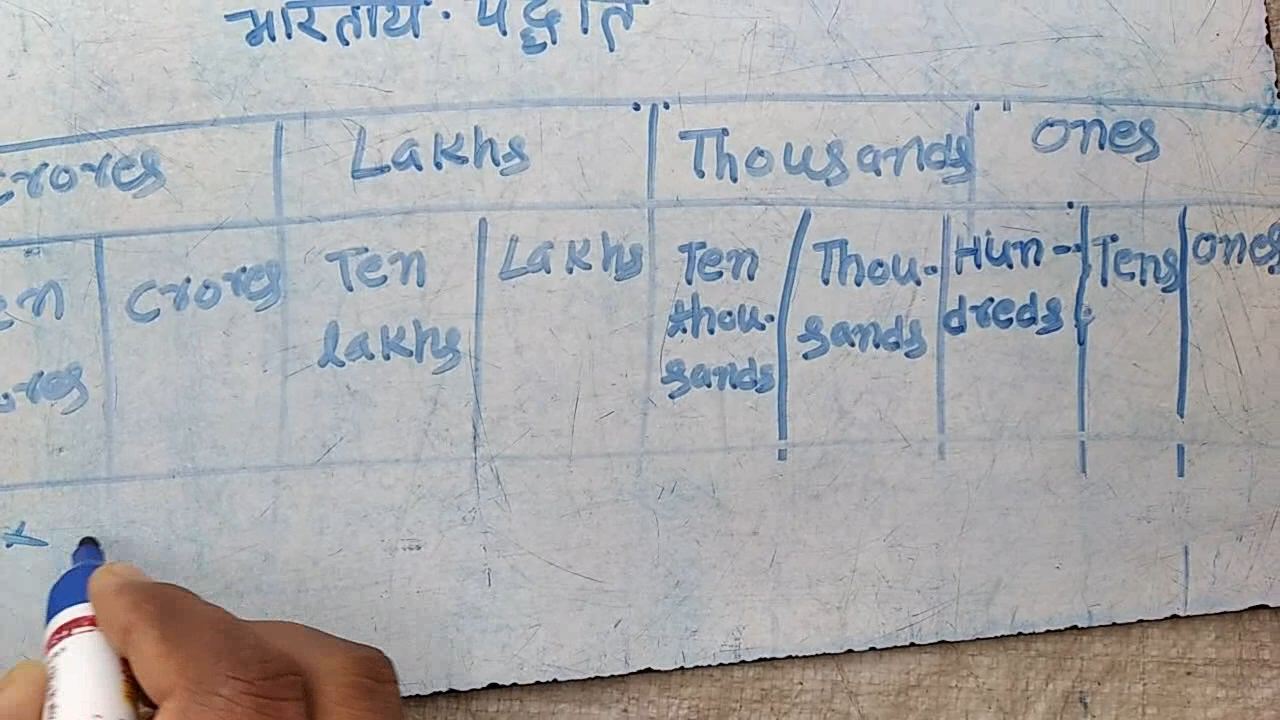 भारतीय पद्धति
Crores Lakhs Thousands Ones
Crores Ten lakhs Lakhs Ten thou- sands Thou- sands Hun- dreds Tens Ones